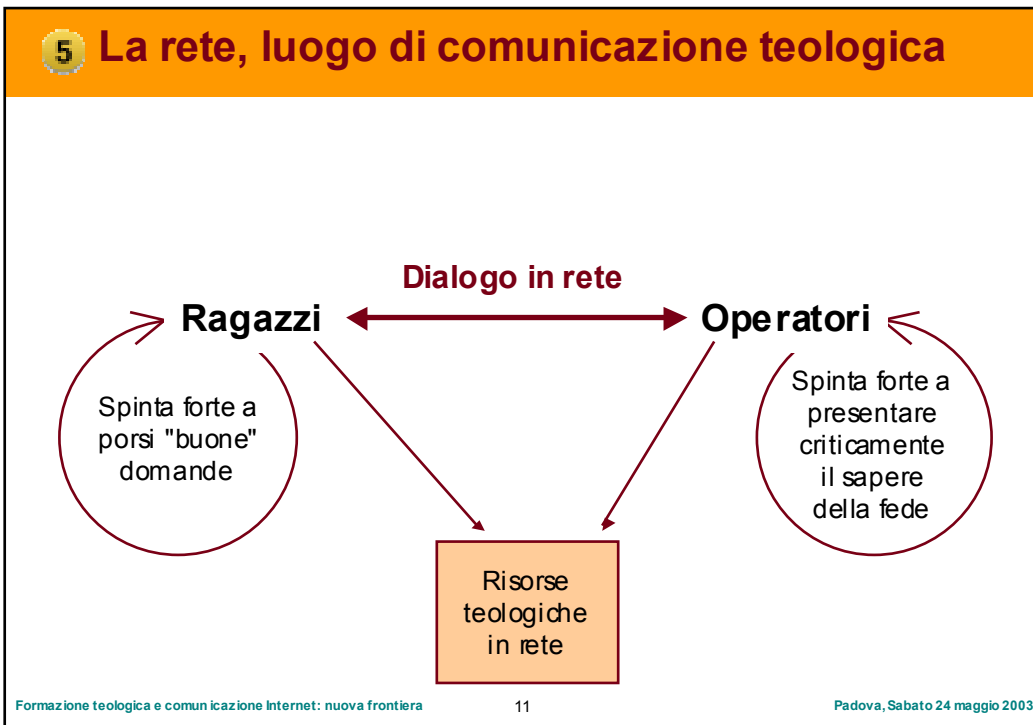 5 La rete, luogo di comunicazione teologica
Dialogo in rete
Ragazzi
Operatori
Spinta forte a
porsi "buone"
domande
Spinta forte a
presentare
criticamente
il sapere
della fede
Risorse
teologiche
in rete
Formazione teologica e comunicazione Internet: nuova frontiera
11
Padova, Sabato 24 maggio 2003